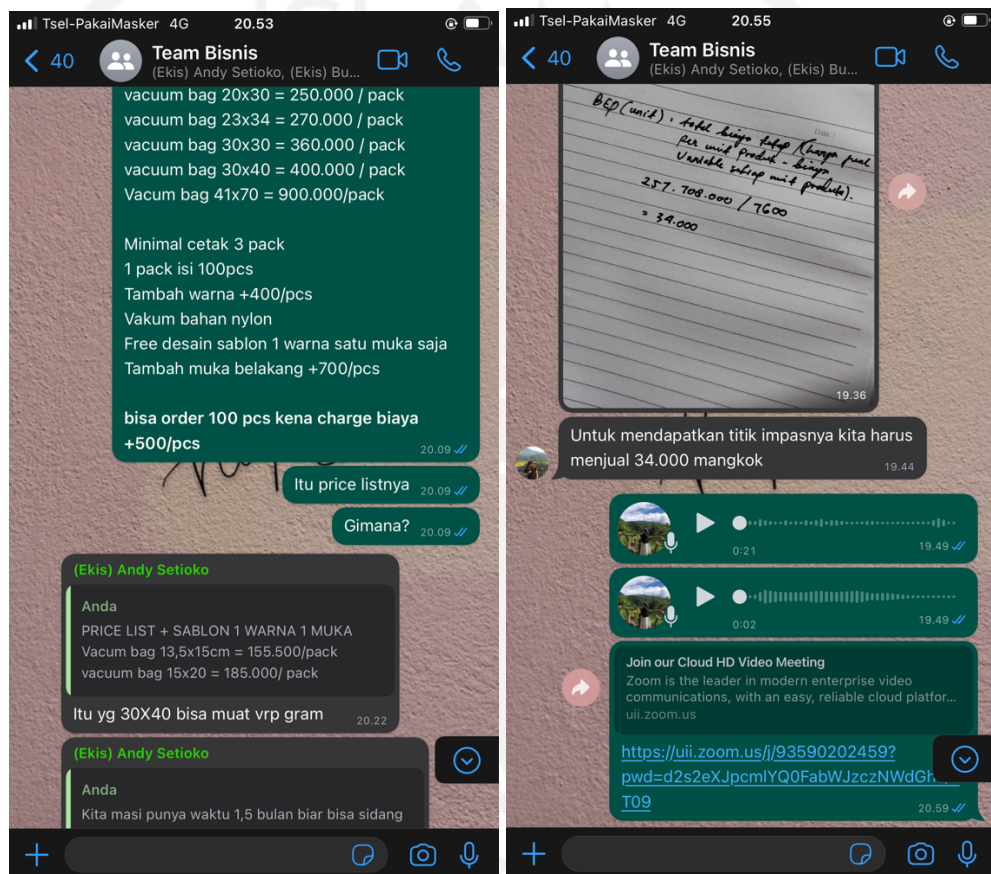 Tsel-PakaiMasker 4G 20.53
40 Team Bisnis
(Ekis) Andy Setioko, (Ekis) Bu...
vacuum bag 20x30 = 250.000 / pack
vacuum bag 23x34 = 270.000 / pack
vacuum bag 30x30 = 360.000 / pack
vacuum bag 30x40 = 400.000 / pack
Vacum bag 41x70 = 900.000/pack
Minimal cetak 3 pack
1 pack isi 100pcs
Tambah warna +400/pcs
Vakum bahan nylon
Free desain sablon 1 warna satu muka saja
Tambah muka belakang +700/pcs
bisa order 100 pcs kena charge biaya
+500/pcs
20.09
Itu price listnya 20.09
Gimana? 20.09
(Ekis) Andy Setioko
Anda
PRICE LIST + SABLON 1 WARNA 1 MUKA
Vacum bag 13,5x15cm = 155.500/pack
vacuum bag 15x20 = 185.000/ pack
Itu yg 30X40 bisa muat vrp gram 20.22
(Ekis) Andy Setioko
Anda
Kita masi punya waktu 1,5 bulan biar bisa sidang
Tsel-PakaiMasker 4G 20.55
40 Team Bisnis
(Ekis) Andy Setioko, (Ekis) Bu...
Date.:
BEP (unit) : total biaya tetap / (harga jual
per unit produk - biaya
Variable setiap unit produk).
257.708.000 / 7600
= 34.000
19.36
Untuk mendapatkan titik impasnya kita harus
menjual 34.000 mangkok
19.44
0:21 19.49
0:02 19.49
Join our Cloud HD Video Meeting
Zoom is the leader in modern enterprise video
communications, with an easy, reliable cloud platfor...
uii.zoom.us
https://uii.zoom.us/j/93590202459?
T09
20.59